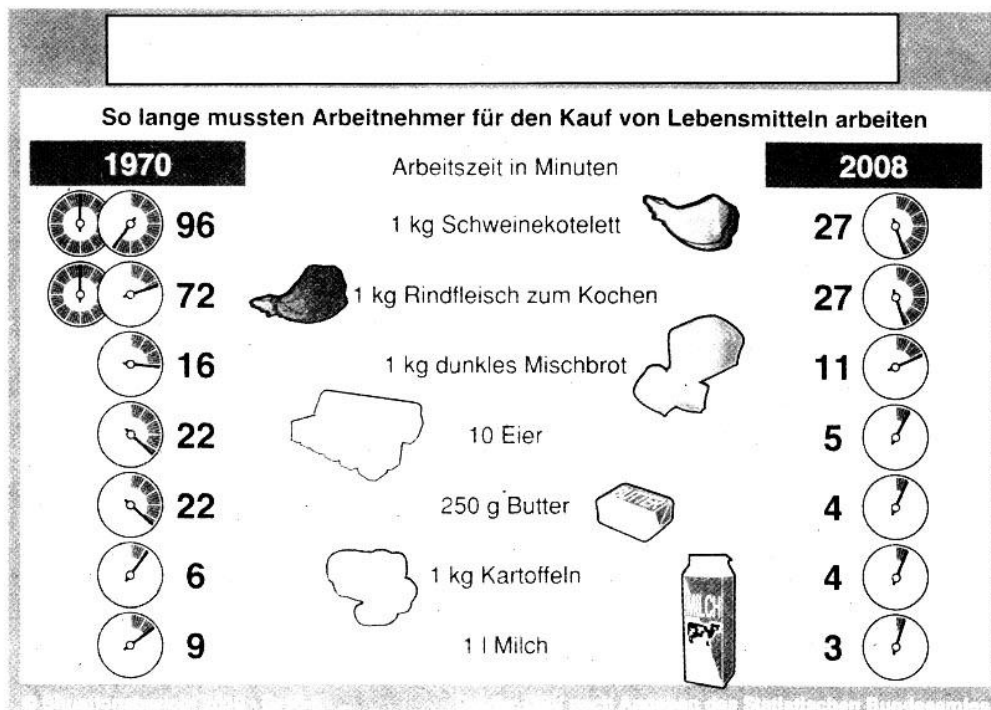 So lange mussten Arbeitnehmer für den Kauf von Lebensmitteln arbeiten
1970 Arbeitszeit in Minuten 2008
96 1 kg Schweinekotelett 27
72 1 kg Rindfleisch zum Kochen 27
16 1 kg dunkles Mischbrot 11
22 10 Eier 5
22 250 g Butter 4
6 1 kg Kartoffeln 4
9 1 l Milch 3
MILCH